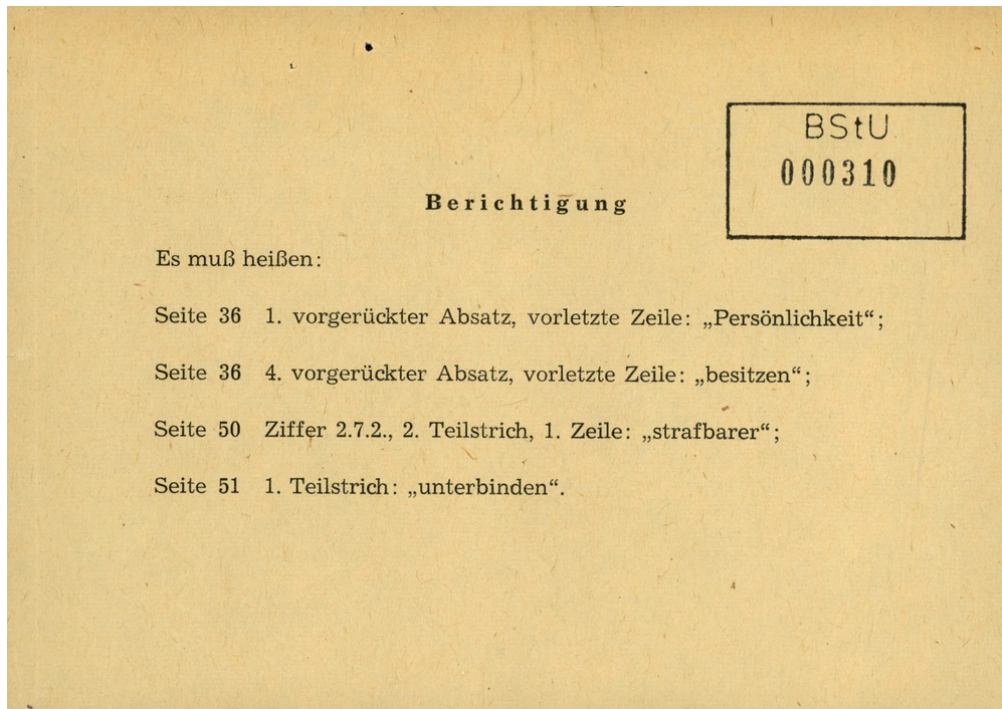 BStU
000310
Berichtigung
Es muß heißen:
Seite 36 1. vorgerückter Absatz, vorletzte Zeile: „Persönlichkeit“;
Seite 36 4. vorgerückter Absatz, vorletzte Zeile: „besitzen“;
Seite 50 Ziffer 2.7.2., 2. Teilstrich, 1. Zeile: „strafbarer“;
Seite 51 1. Teilstrich: „unterbinden“.